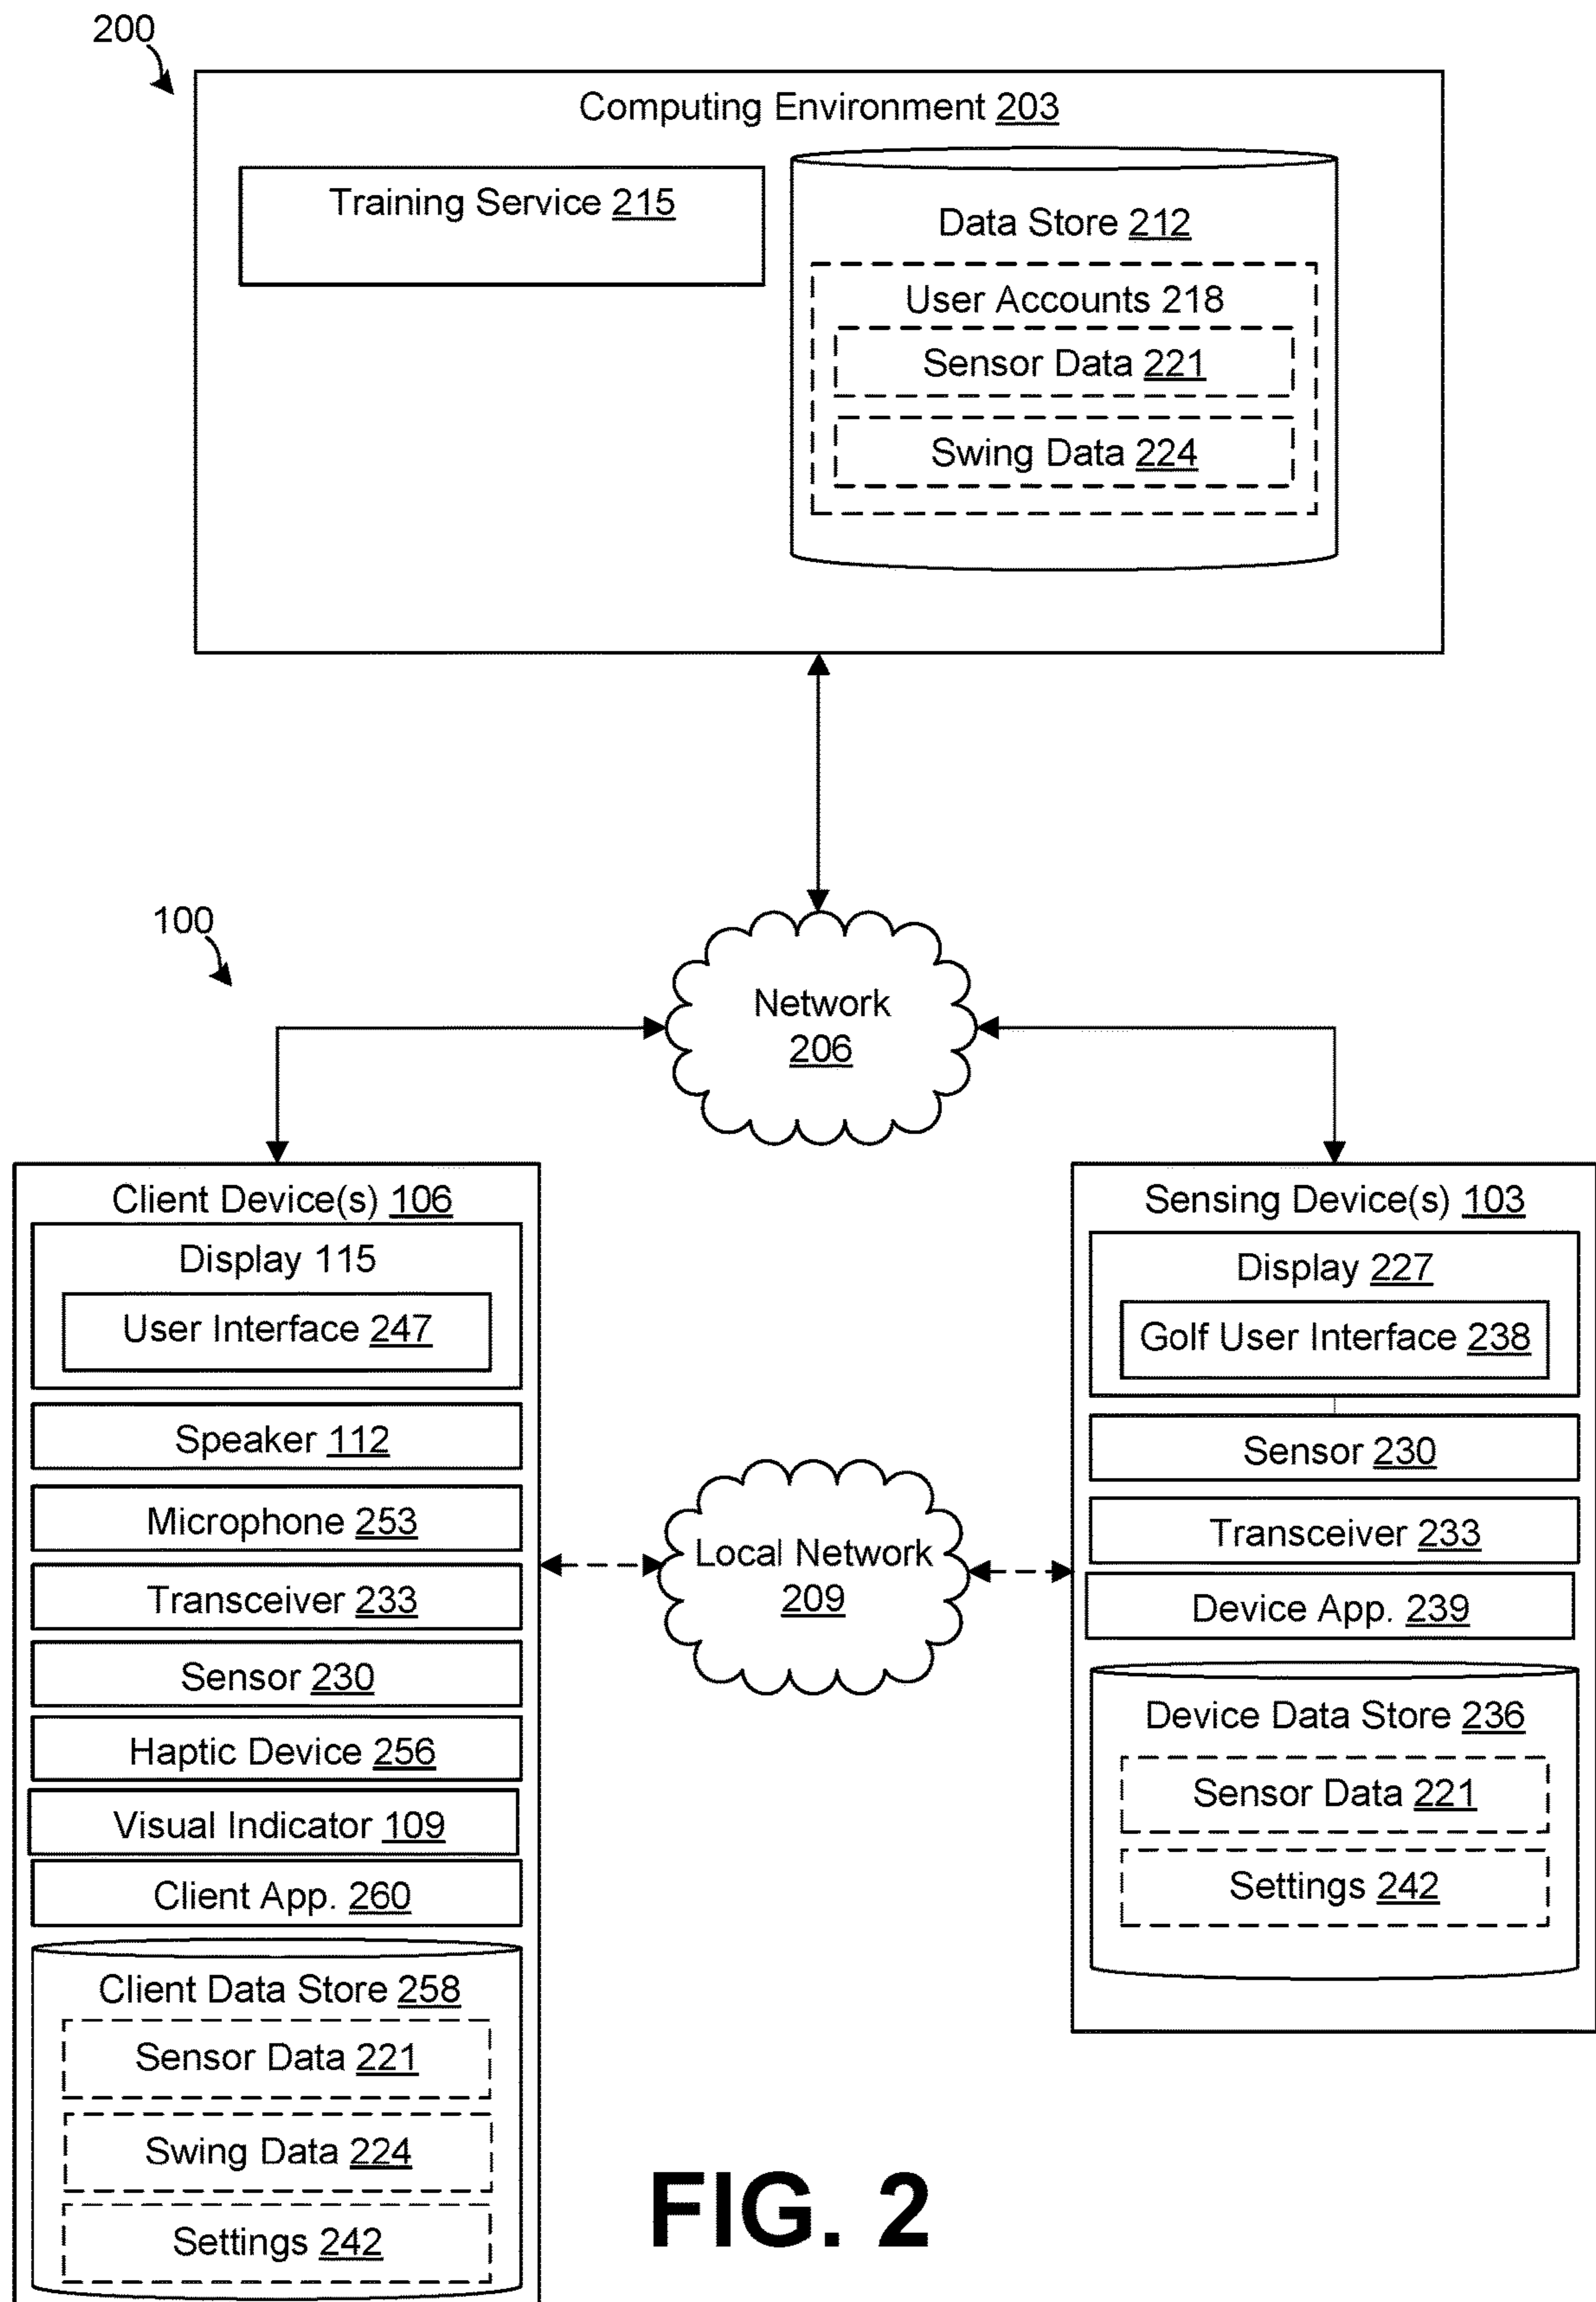 200
Computing Environment 203
Training Service 215
Data Store 212
User Accounts 218
Sensor Data 221
Swing Data 224
100
Network
206
Client Device(s) 106
Display 115
User Interface 247
Speaker 112
Microphone 253
Transceiver 233
Sensor 230
Haptic Device 256
Visual Indicator 109
Client App. 260
Client Data Store 258
Sensor Data 221
Swing Data 224
Settings 242
Local Network
209
Sensing Device(s) 103
Display 227
Golf User Interface 238
Sensor 230
Transceiver 233
Device App. 239
Device Data Store 236
Sensor Data 221
Settings 242
FIG. 2